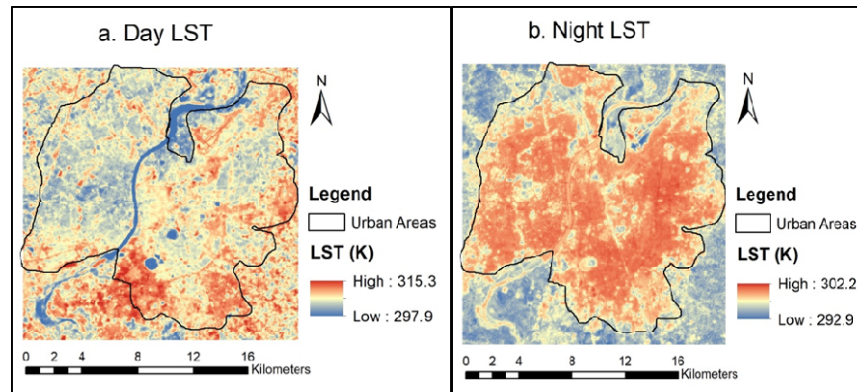 a. Day LST
N
Legend
Urban Areas
LST (K)
High : 315.3
Low : 297.9
0 2 4 8 12 16
Kilometers
b. Night LST
N
Legend
Urban Areas
LST (K)
High : 302.2
Low : 292.9
0 2 4 8 12 16
Kilometers